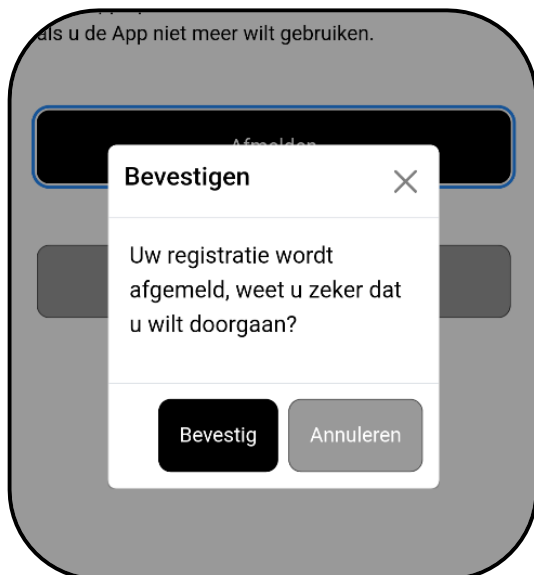 als u de App niet meer wilt gebruiken.
Afmelden
Bevestigen
Uw registratie wordt
afgemeld, weet u zeker dat
u wilt doorgaan?
Bevestig
Annuleren